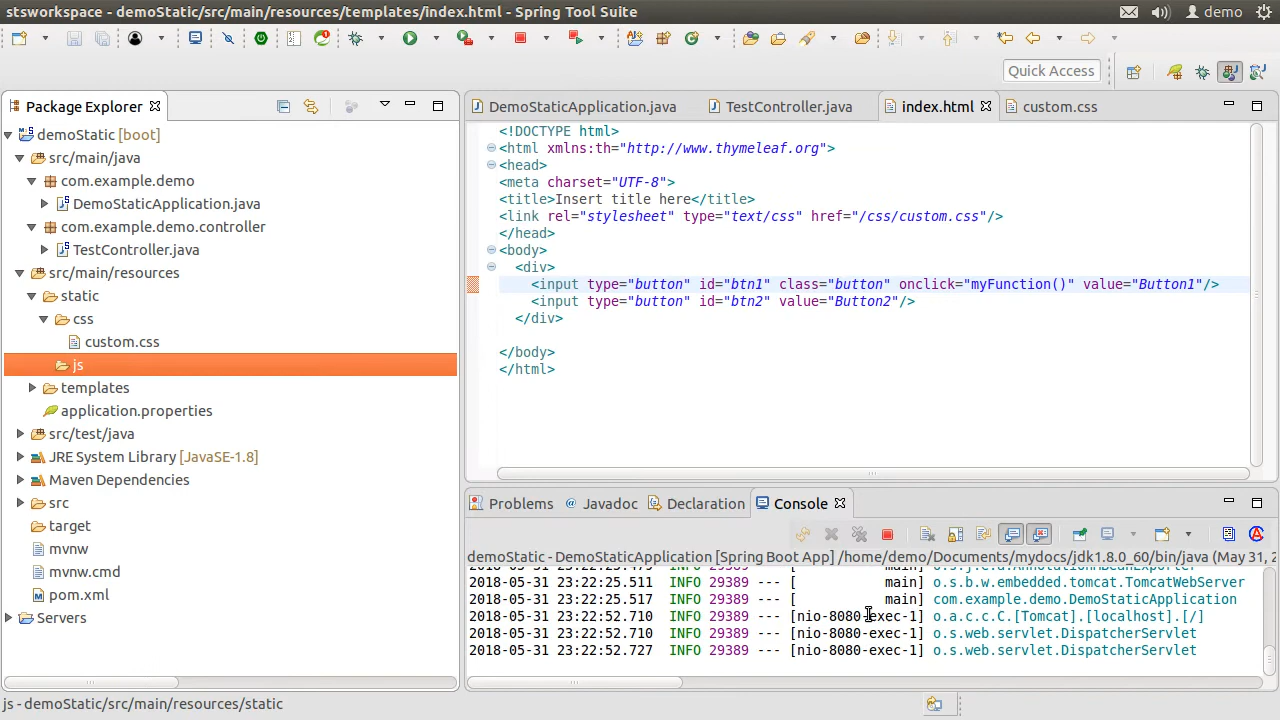 stsworkspace - demoStatic/src/main/resources/templates/index.html - Spring Tool Suite
demo
Quick Access
Package Explorer
demoStatic [boot]
src/main/java
com.example.demo
DemoStaticApplication.java
com.example.demo.controller
TestController.java
src/main/resources
static
css
custom.css
js
templates
application.properties
src/test/java
JRE System Library [JavaSE-1.8]
Maven Dependencies
src
target
mvnw
mvnw.cmd
pom.xml
Servers
DemoStaticApplication.java
TestController.java
index.html
custom.css
<!DOCTYPE html>
<html xmlns:th="http://www.thymeleaf.org">
<head>
<meta charset="UTF-8">
<title>Insert title here</title>
<link rel="stylesheet" type="text/css" href="/css/custom.css"/>
</head>
<body>
<div>
<input type="button" id="btn1" class="button" onclick="myFunction()" value="Button1"/>
<input type="button" id="btn2" value="Button2"/>
</div>
</body>
</html>
Problems
@ Javadoc
Declaration
Console
demoStatic - DemoStaticApplication [Spring Boot App] /home/demo/Documents/mydocs/jdk1.8.0_60/bin/java (May 31, 2
2018-05-31 23:22:25.511 INFO 29389 --- [ main] o.s.b.w.embedded.tomcat.TomcatWebServer
2018-05-31 23:22:25.517 INFO 29389 --- [ main] com.example.demo.DemoStaticApplication
2018-05-31 23:22:52.710 INFO 29389 --- [nio-8080-exec-1] o.a.c.c.C.[Tomcat].[localhost].[/]
2018-05-31 23:22:52.710 INFO 29389 --- [nio-8080-exec-1] o.s.web.servlet.DispatcherServlet
2018-05-31 23:22:52.727 INFO 29389 --- [nio-8080-exec-1] o.s.web.servlet.DispatcherServlet
js - demoStatic/src/main/resources/static